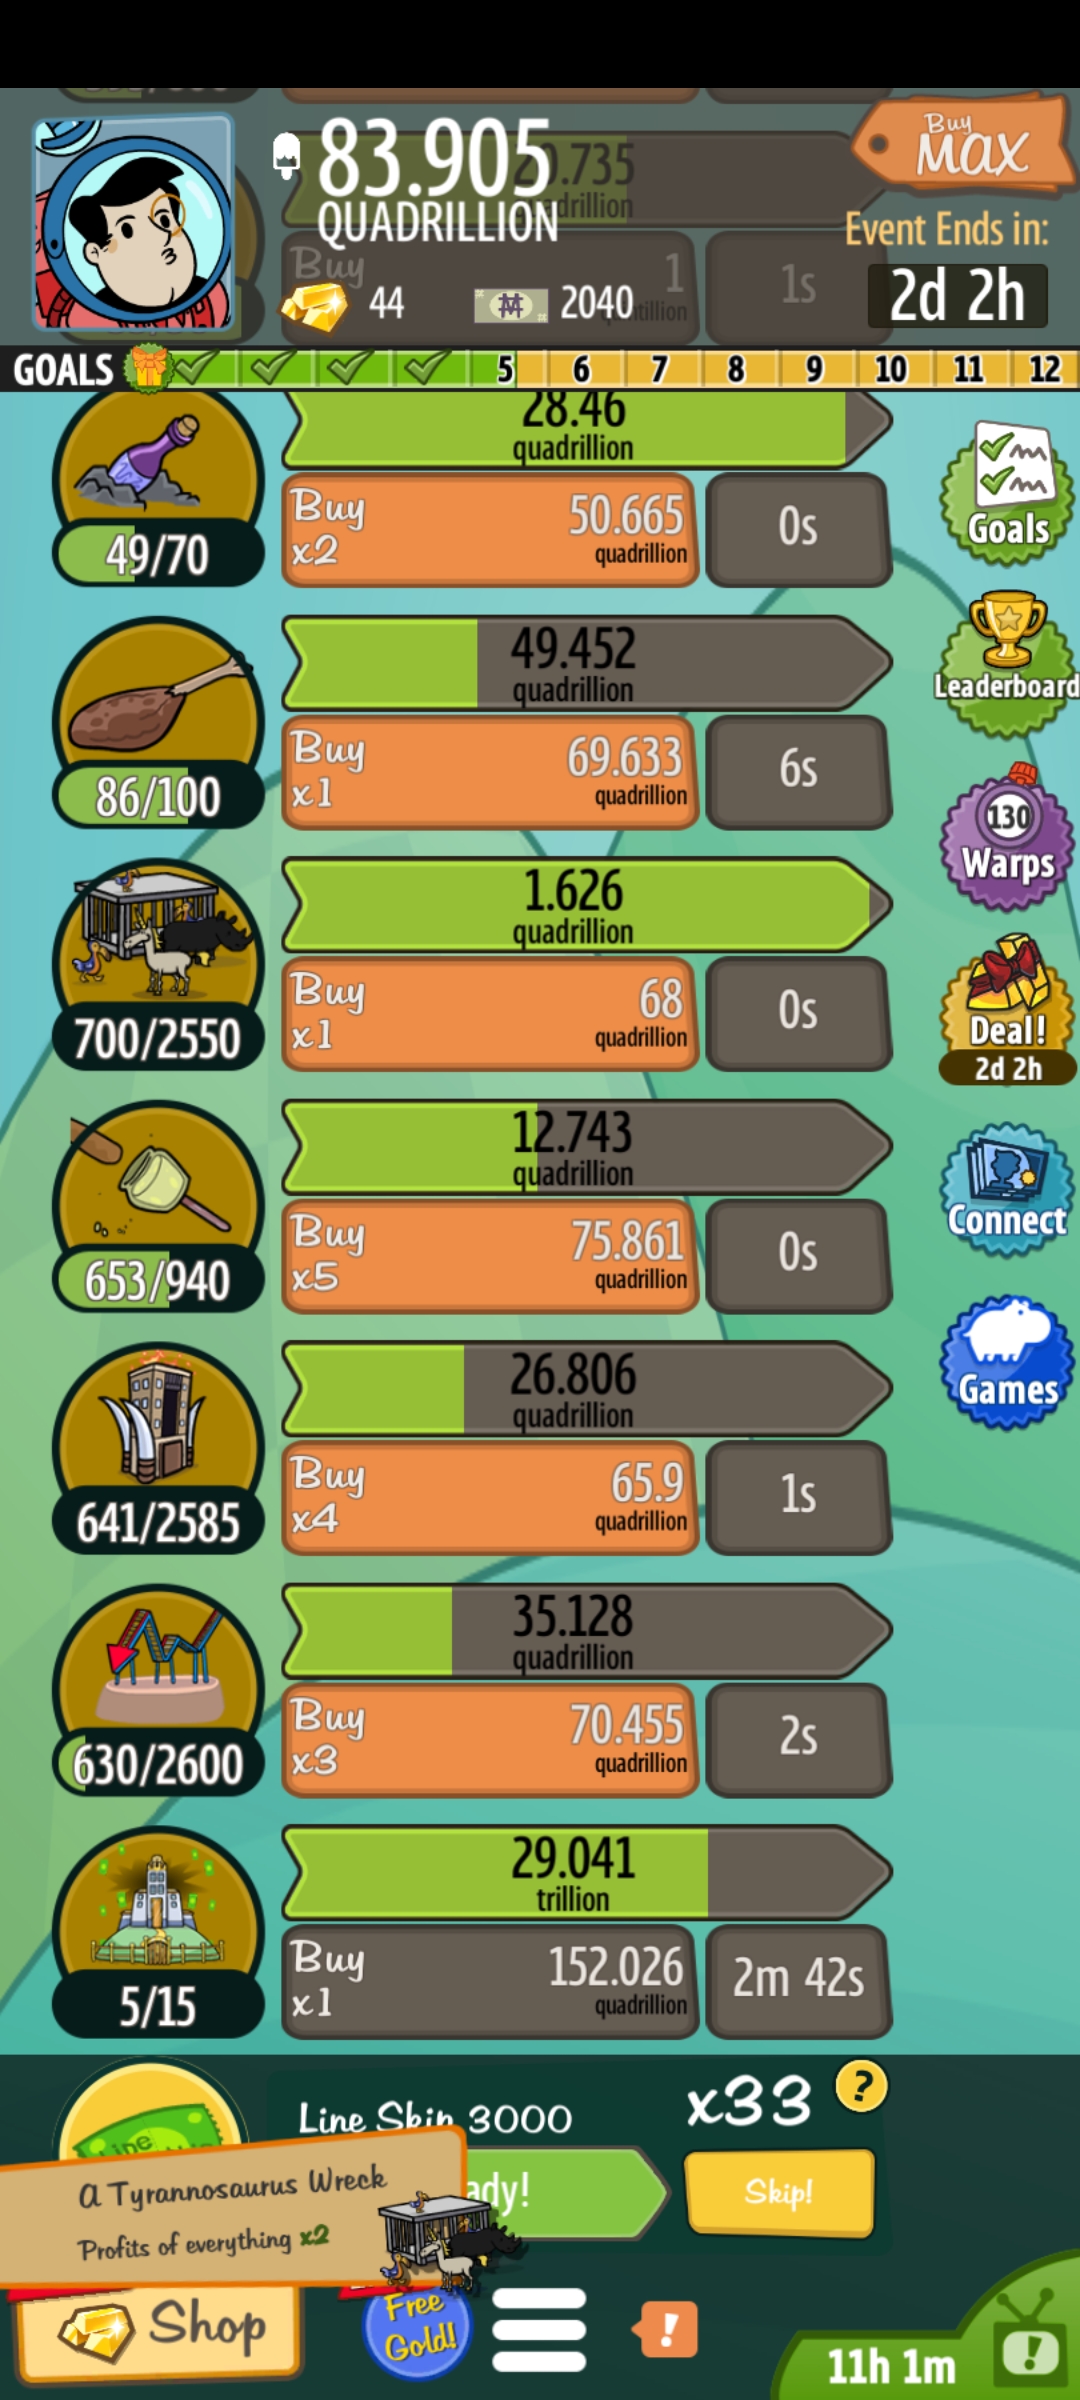 83.905
QUADRILLION
Buy
MAX
Event Ends in:
2d 2h
44
2040
Buy
1
1s
GOALS
5 6 7 8 9 10 11 12
28.46
quadrillion
49/70
Buy
x2
50.665
quadrillion
0s
Goals
49.452
quadrillion
86/100
Buy
x1
69.633
quadrillion
6s
Leaderboard
130
Warps
1.626
quadrillion
700/2550
Buy
x1
68
quadrillion
0s
Deal!
2d 2h
12.743
quadrillion
653/940
Buy
x5
75.861
quadrillion
0s
Connect
26.806
quadrillion
641/2585
Buy
x4
65.9
quadrillion
1s
Games
35.128
quadrillion
630/2600
Buy
x3
70.455
quadrillion
2s
29.041
trillion
5/15
Buy
x1
152.026
quadrillion
2m 42s
Line Skip 3000
x33
?
Line
ady!
Skip!
A Tyrannosaurus Wreck
Profits of everything x2
Shop
Free
Gold!
!
11h 1m
!